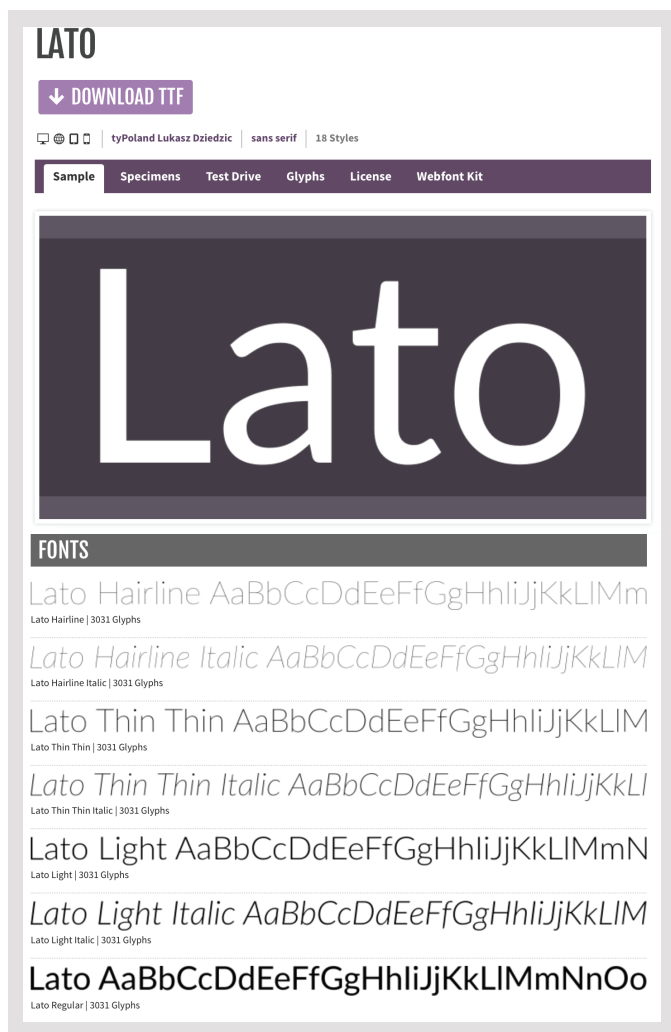 LATO
DOWNLOAD TTF
tyPoland Lukasz Dziedzic sans serif 18 Styles
Sample Specimens Test Drive Glyphs License Webfont Kit
Lato
FONTS
Lato Hairline AaBbCcDdEeFfGgHhIiJjKkLlMm
Lato Hairline | 3031 Glyphs
Lato Hairline Italic AaBbCcDdEeFfGgHhIiJjKkLlM
Lato Hairline Italic | 3031 Glyphs
Lato Thin Thin AaBbCcDdEeFfGgHhIiJjKkLlM
Lato Thin Thin | 3031 Glyphs
Lato Thin Thin Italic AaBbCcDdEeFfGgHhIiJjKkLl
Lato Thin Thin Italic | 3031 Glyphs
Lato Light AaBbCcDdEeFfGgHhIiJjKkLlMmN
Lato Light | 3031 Glyphs
Lato Light Italic AaBbCcDdEeFfGgHhIiJjKkLlM
Lato Light Italic | 3031 Glyphs
Lato AaBbCcDdEeFfGgHhIiJjKkLlMmNnOo
Lato Regular | 3031 Glyphs